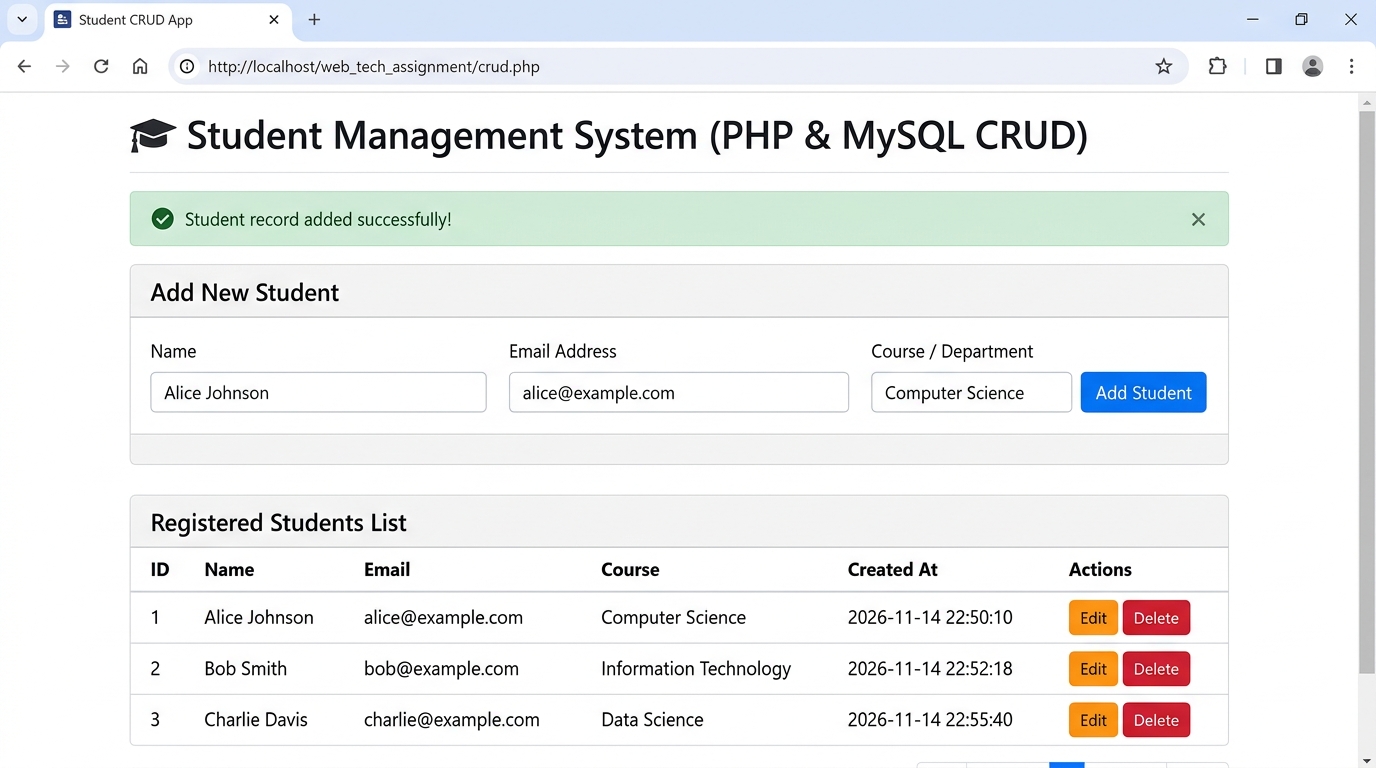 Student CRUD App
http://localhost/web_tech_assignment/crud.php
Student Management System (PHP & MySQL CRUD)
Student record added successfully!
Add New Student
Name Email Address Course / Department
Alice Johnson alice@example.com Computer Science Add Student
Registered Students List
ID Name Email Course Created At Actions
1 Alice Johnson alice@example.com Computer Science 2026-11-14 22:50:10 Edit Delete
2 Bob Smith bob@example.com Information Technology 2026-11-14 22:52:18 Edit Delete
3 Charlie Davis charlie@example.com Data Science 2026-11-14 22:55:40 Edit Delete